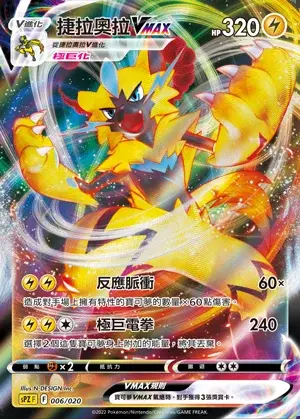 V進化 捷拉奧拉VMAX HP320
從捷拉奧拉V進化
極巨化
反應脈衝 60×
造成對手場上擁有特性的寶可夢的數量×60點傷害。
極巨電拳 240
選擇2個這隻寶可夢身上附加的能量，將其丟棄。
弱點 ×2 抵抗力 撤退
Illus. N-DESIGN Inc.
VMAX規則
sPZ F F 006/020
寶可夢VMAX氣絕時，對手獲得3張獎賞卡。
©2022 Pokémon/Nintendo/Creatures/GAME FREAK.